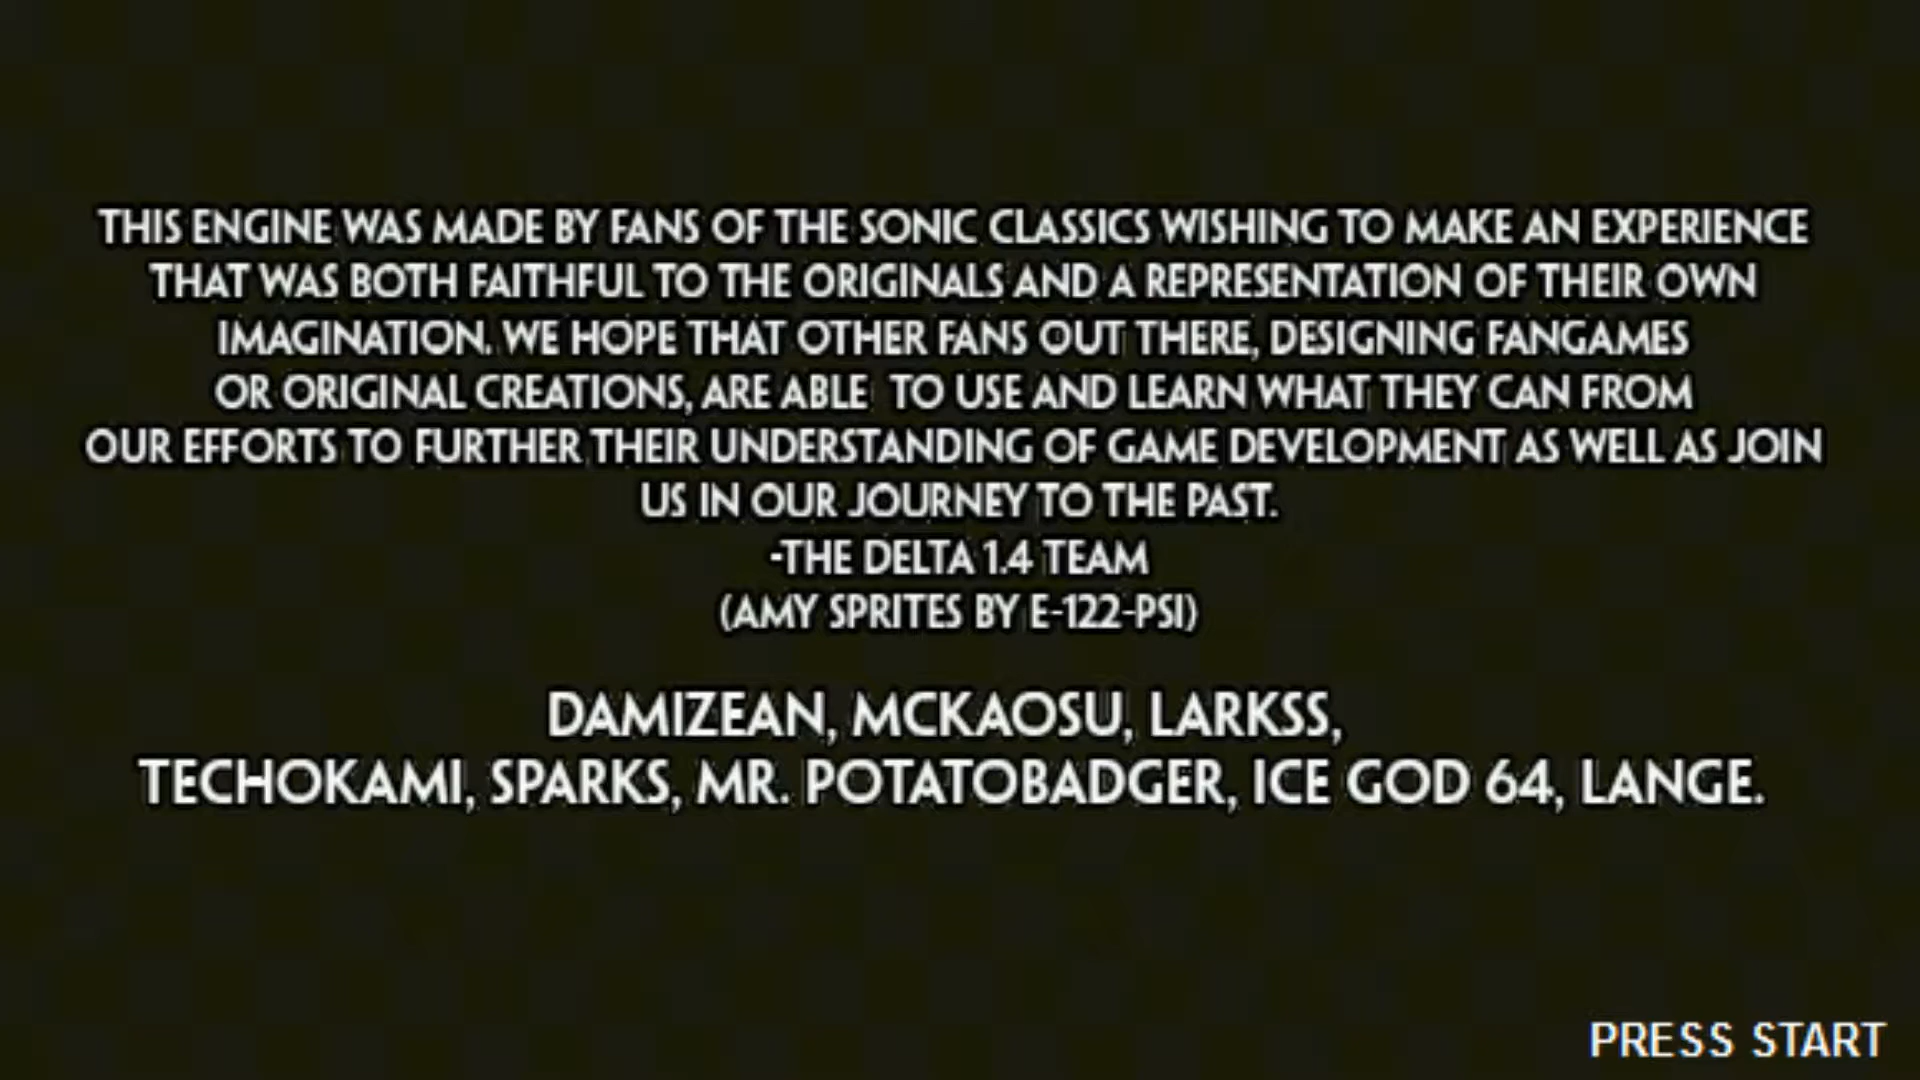 THIS ENGINE WAS MADE BY FANS OF THE SONIC CLASSICS WISHING TO MAKE AN EXPERIENCE
THAT WAS BOTH FAITHFUL TO THE ORIGINALS AND A REPRESENTATION OF THEIR OWN
IMAGINATION. WE HOPE THAT OTHER FANS OUT THERE, DESIGNING FANGAMES
OR ORIGINAL CREATIONS, ARE ABLE TO USE AND LEARN WHAT THEY CAN FROM
OUR EFFORTS TO FURTHER THEIR UNDERSTANDING OF GAME DEVELOPMENT AS WELL AS JOIN
US IN OUR JOURNEY TO THE PAST.
-THE DELTA 1.4 TEAM
(AMY SPRITES BY E-122-PSI)
DAMIZEAN, MCKAOSU, LARKSS,
TECHOKAMI, SPARKS, MR. POTATOBADGER, ICE GOD 64, LANGE.
PRESS START